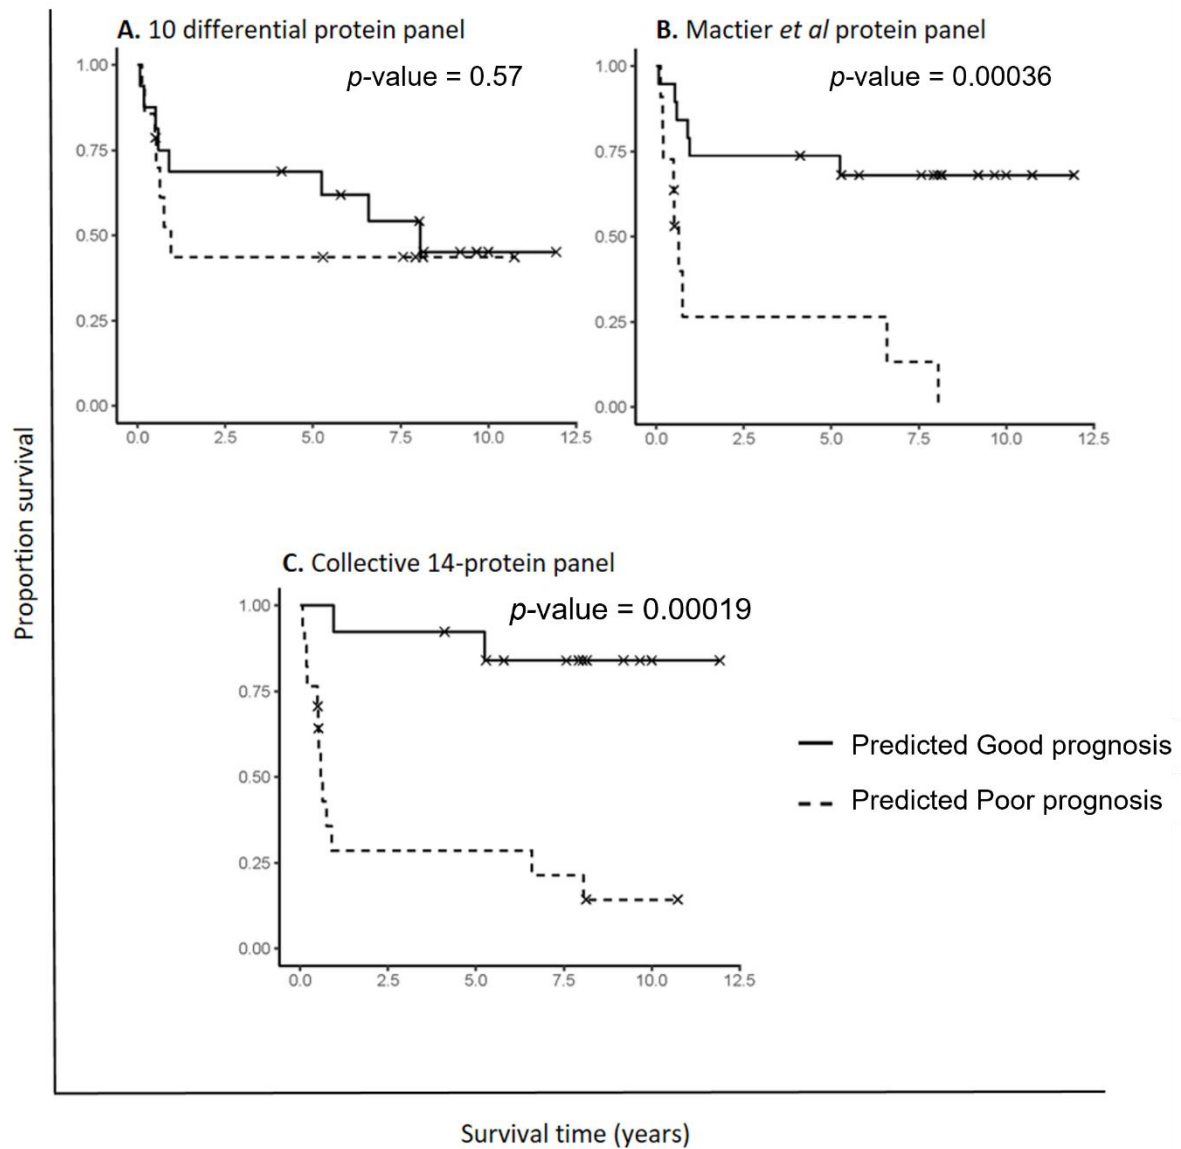 A. 10 differential protein panel
p-value = 0.57
1.00
0.75
0.50
0.25
0.00
0.0 2.5 5.0 7.5 10.0 12.5
B. Mactier et al protein panel
p-value = 0.00036
1.00
0.75
0.50
0.25
0.00
0.0 2.5 5.0 7.5 10.0 12.5
Proportion survival
C. Collective 14-protein panel
p-value = 0.00019
1.00
0.75
0.50
0.25
0.00
0.0 2.5 5.0 7.5 10.0 12.5
Predicted Good prognosis
Predicted Poor prognosis
Survival time (years)